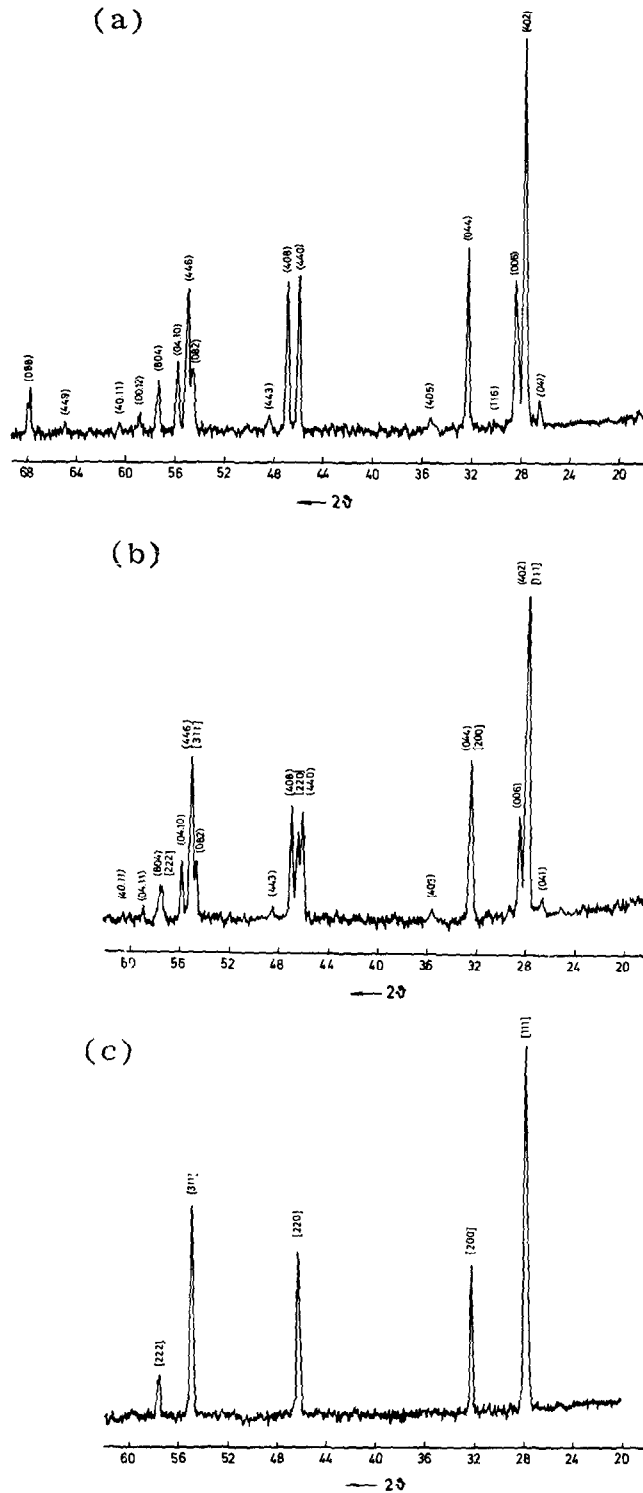 (a)
(088) (449) (40.11) (00.12) (804) (04.10) (446) (082) (443) (408) (440) (405) (044) (116) (006) (402) (041)
68 64 60 56 52 48 44 40 36 32 28 24 20
← 2ϑ
(b)
(40.11) (04.11) (804) [222] (04.10) (446) [311] (082) (443) (408) [220] (440) (405) (044) [200] (006) (402) [111] (041)
60 56 52 48 44 40 36 32 28 24 20
← 2ϑ
(c)
[222] [311] [220] [200] [111]
60 56 52 48 44 40 36 32 28 24 20
— 2ϑ